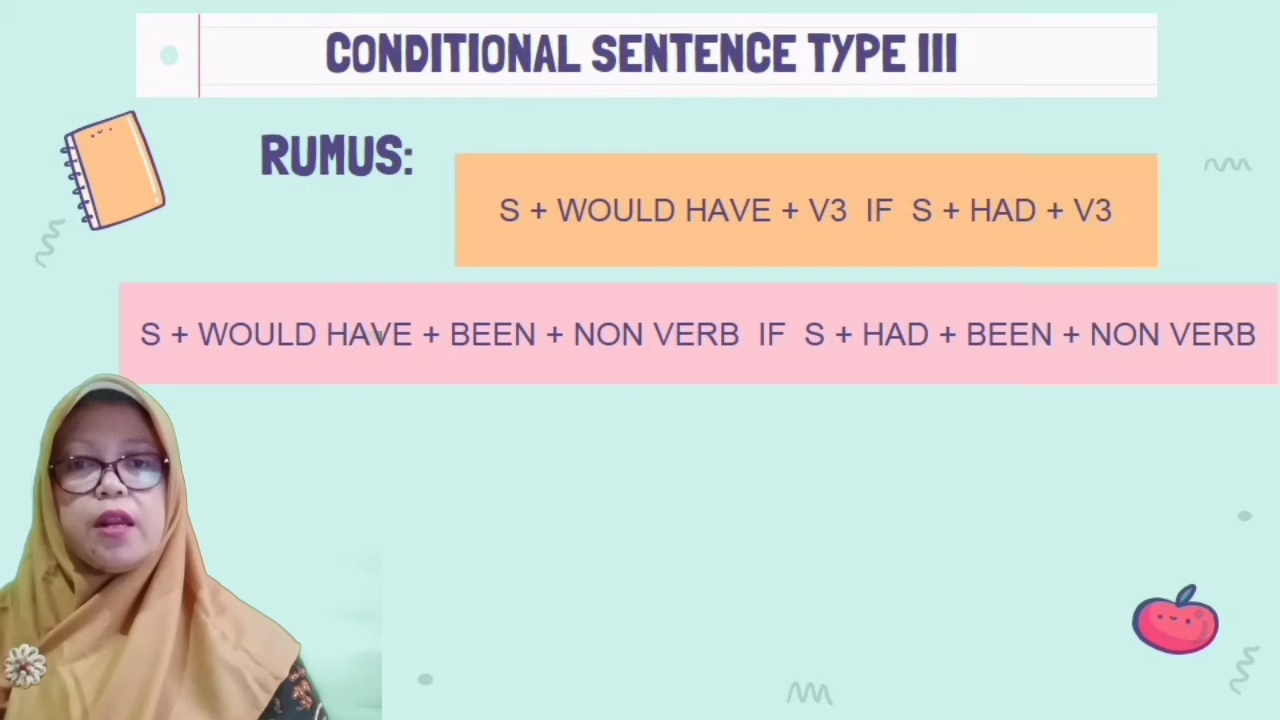 CONDITIONAL SENTENCE TYPE III
RUMUS:
S + WOULD HAVE + V3 IF S + HAD + V3
S + WOULD HAVE + BEEN + NON VERB IF S + HAD + BEEN + NON VERB